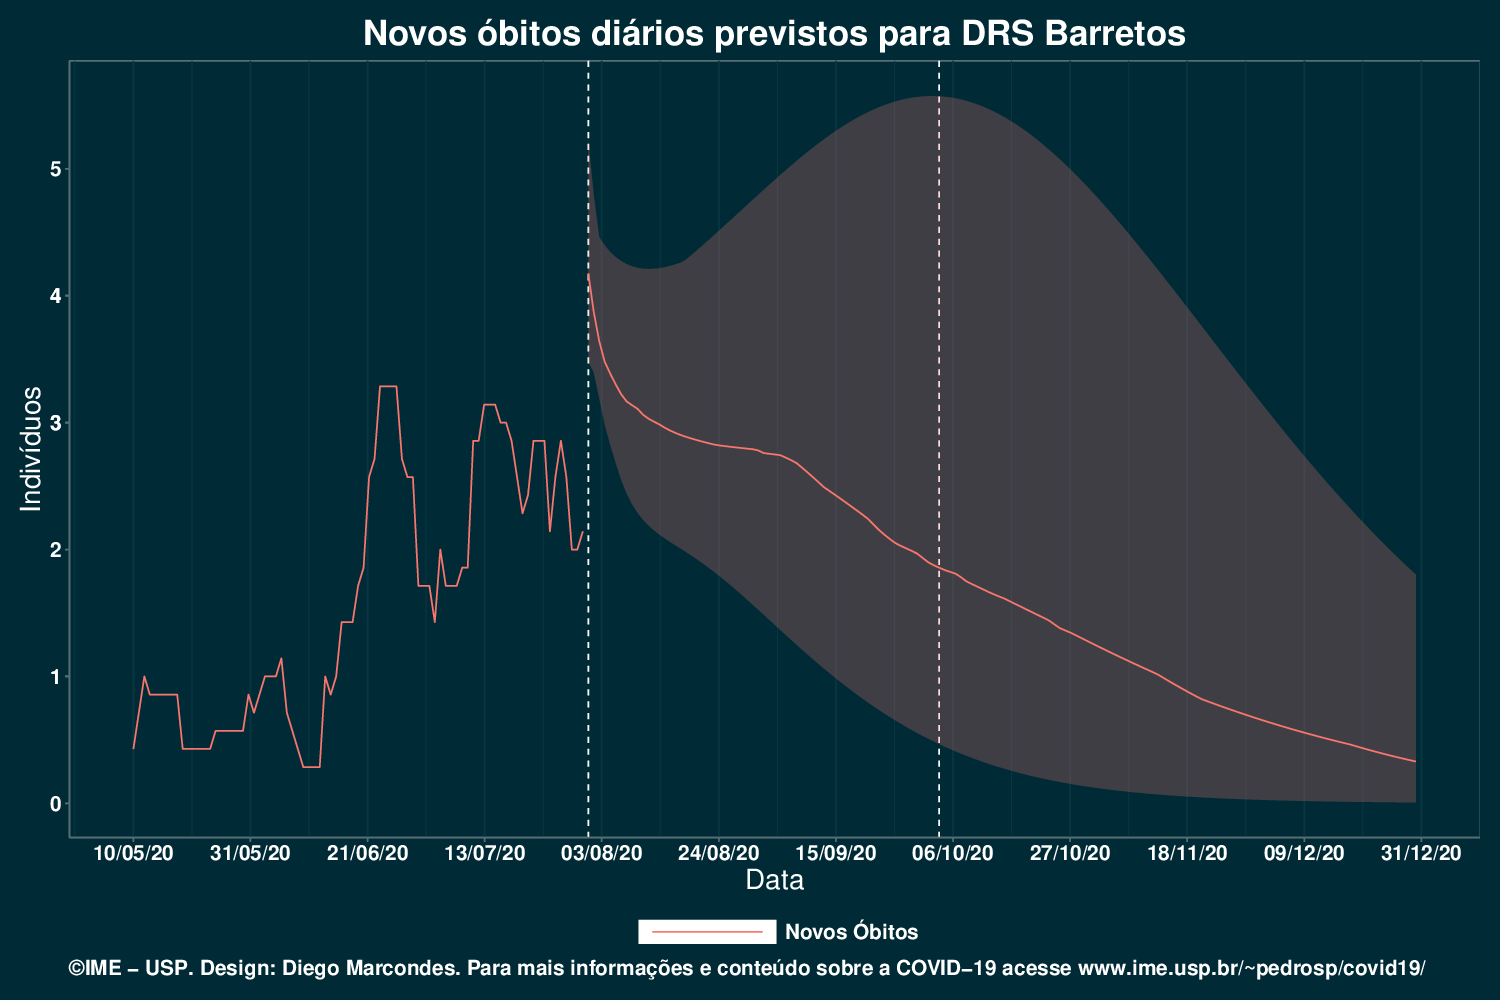 Novos óbitos diários previstos para DRS Barretos
Indivíduos
5
4
3
2
1
0
10/05/20 31/05/20 21/06/20 13/07/20 03/08/20 24/08/20 15/09/20 06/10/20 27/10/20 18/11/20 09/12/20 31/12/20
Data
Novos Óbitos
©IME − USP. Design: Diego Marcondes. Para mais informações e conteúdo sobre a COVID−19 acesse www.ime.usp.br/~pedrosp/covid19/